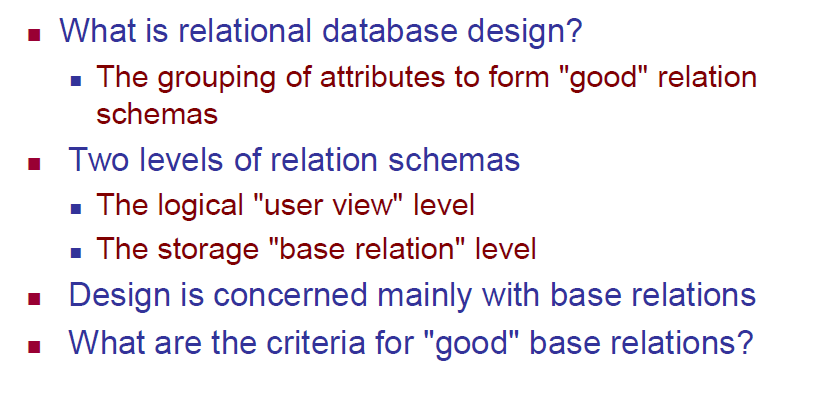 What is relational database design?
The grouping of attributes to form "good" relation
schemas
Two levels of relation schemas
The logical "user view" level
The storage "base relation" level
Design is concerned mainly with base relations
What are the criteria for "good" base relations?